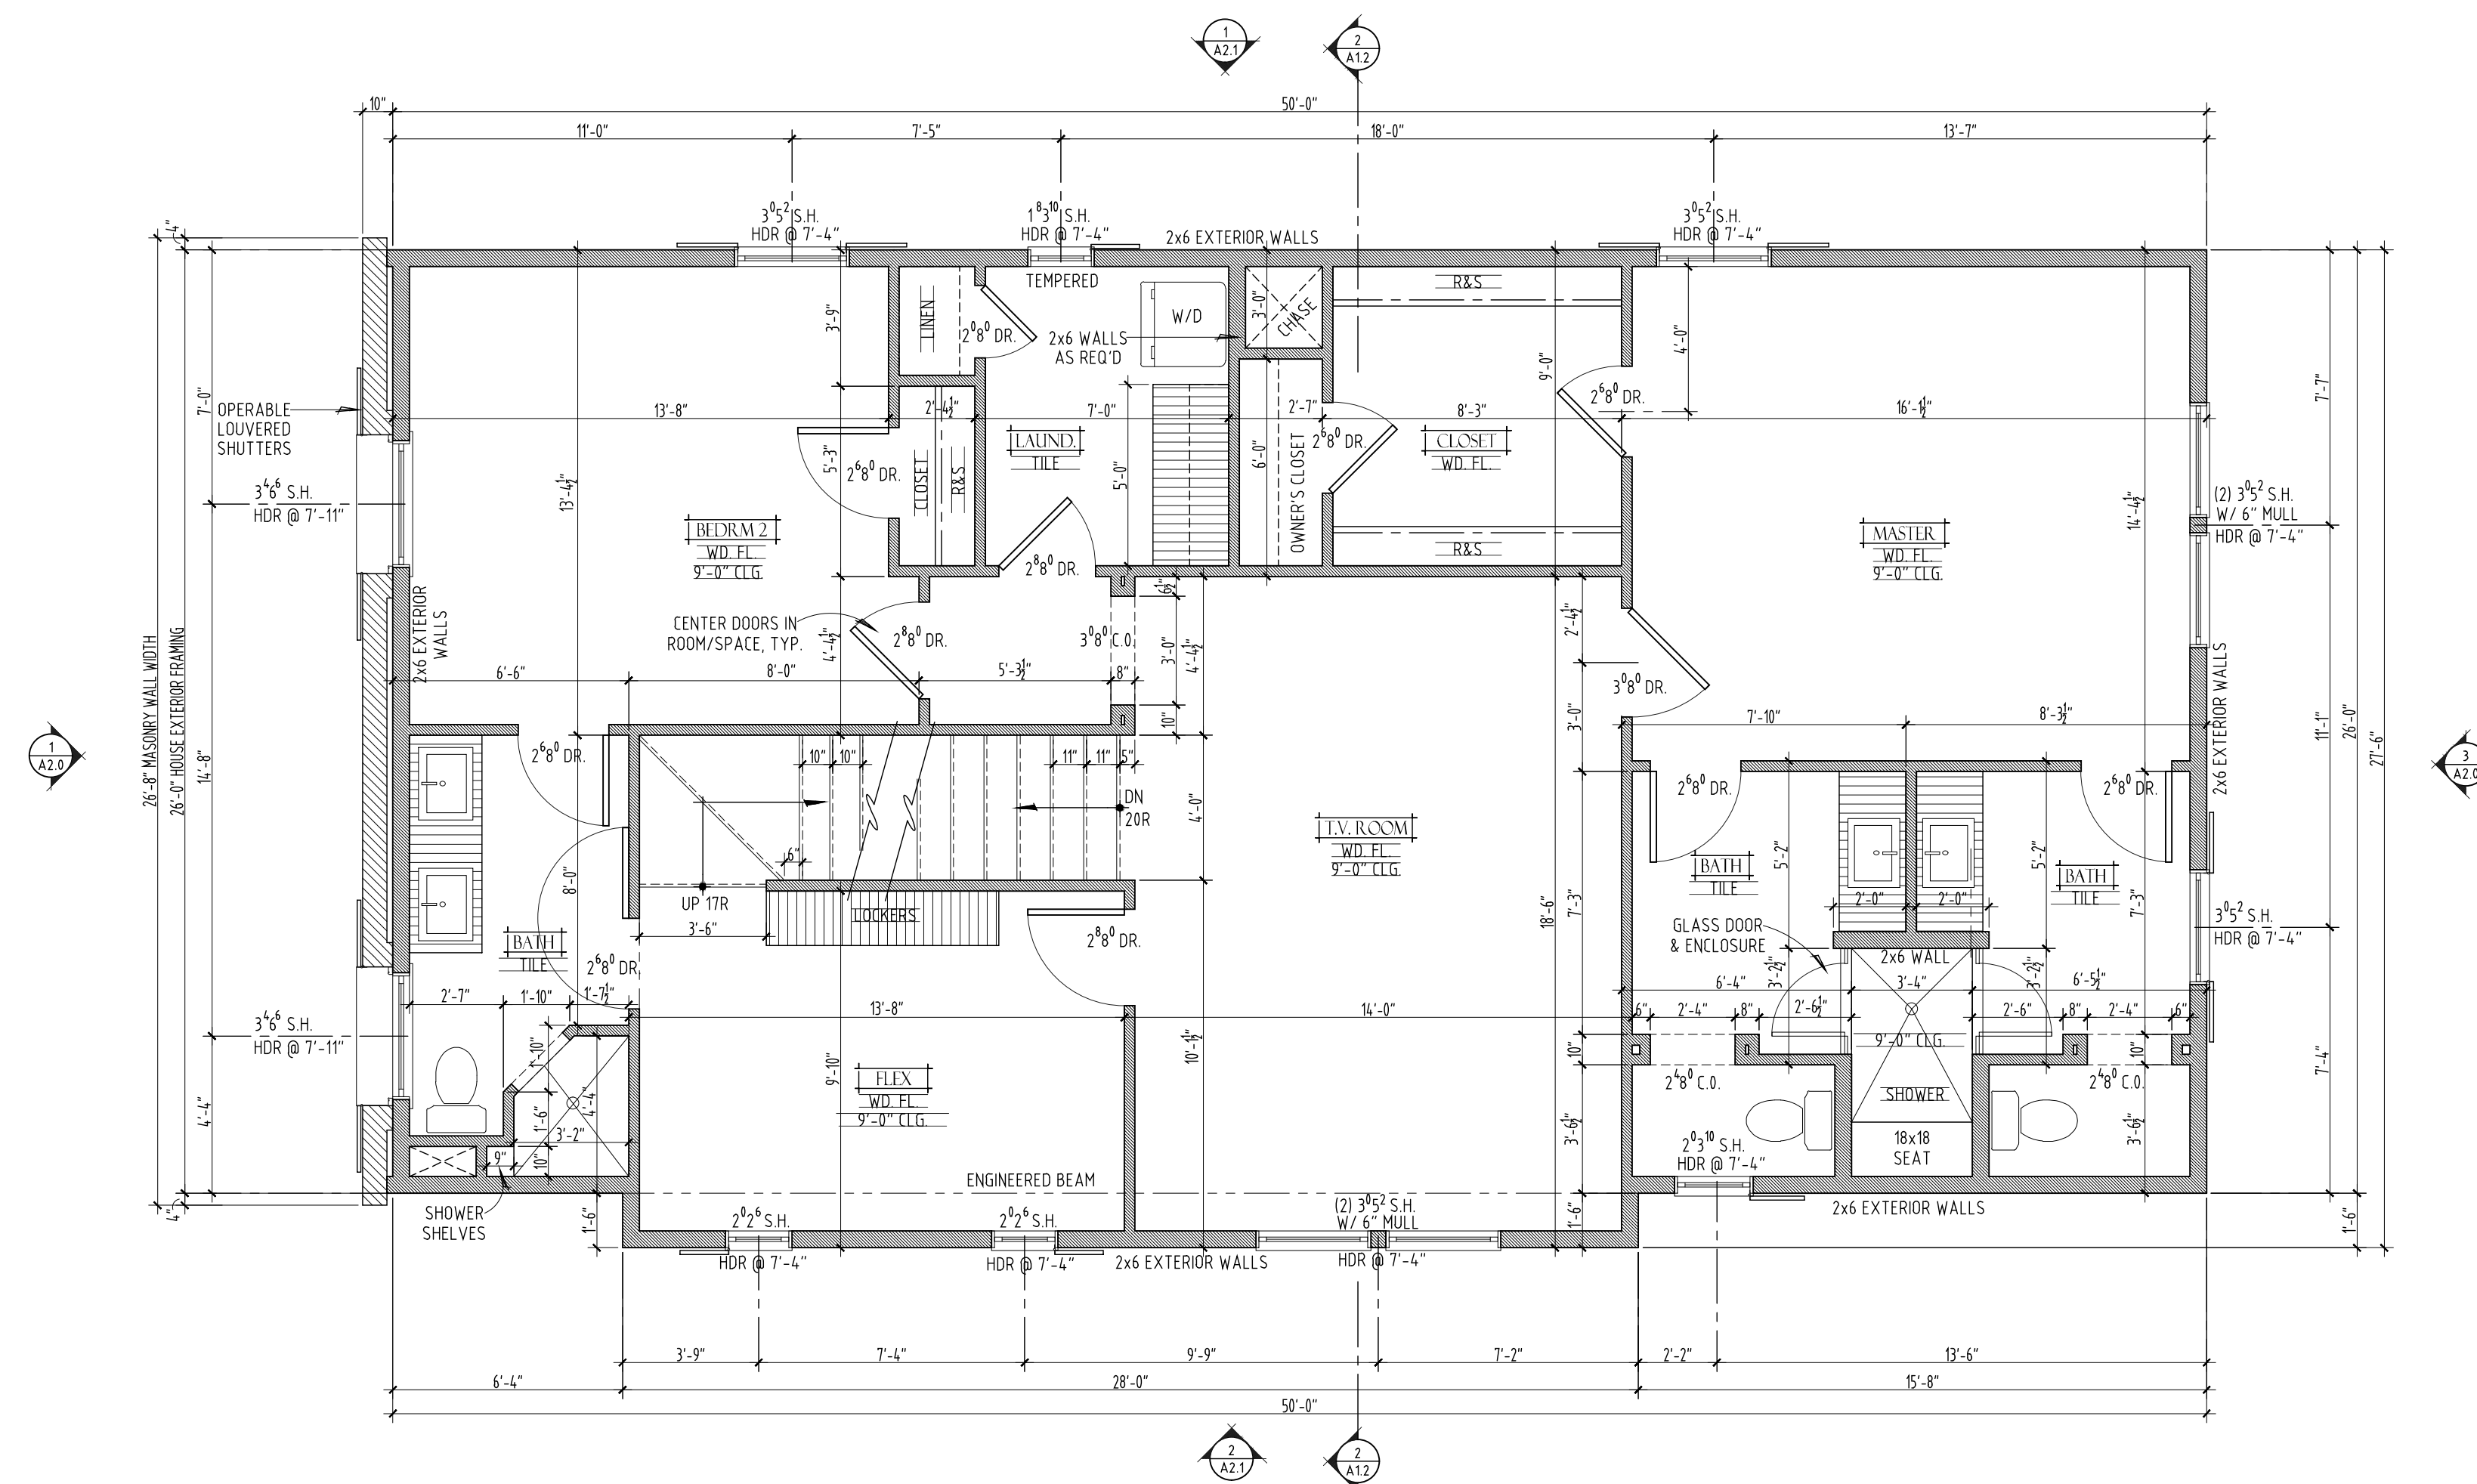 1
A2.1
2
A1.2
10"
50'-0"
11'-0"
7'-5"
18'-0"
13'-7"
4"
3⁰5² S.H.
HDR @ 7'-4"
1⁸3¹⁰ S.H.
HDR @ 7'-4"
2x6 EXTERIOR WALLS
3⁰5² S.H.
HDR @ 7'-4"
TEMPERED
LINEN
2⁰8⁰ DR.
W/D
3'-0"
CHASE
R&S
3'-9"
2x6 WALLS
AS REQ'D
4'-0"
9'-0"
7'-0"
OPERABLE
LOUVERED
SHUTTERS
13'-8"
2'-4½"
7'-0"
2'-7"
8'-3"
2⁶8⁰ DR.
16'-1½"
7'-7"
5'-3"
2⁶8⁰ DR.
CLOSET
R&S
LAUND.
TILE
5'-0"
6'-0"
OWNER'S CLOSET
2⁶8⁰ DR.
CLOSET
WD. FL.
3⁴6⁶ S.H.
HDR @ 7'-11"
13'-4½"
BEDRM 2
WD. FL.
9'-0" CLG.
R&S
14'-4½"
MASTER
WD. FL.
9'-0" CLG.
(2) 3⁰5² S.H.
W/ 6" MULL
HDR @ 7'-4"
2⁸8⁰ DR.
6½"
2x6 EXTERIOR
WALLS
CENTER DOORS IN
ROOM/SPACE, TYP.
4'-4½"
2⁸8⁰ DR.
3⁰8⁰ C.O.
3'-0"
4'-4½"
2'-4½"
26'-8" MASONRY WALL WIDTH
26'-0" HOUSE EXTERIOR FRAMING
2x6 EXTERIOR WALLS
6'-6"
8'-0"
5'-3½"
8"
3⁰8⁰ DR.
10"
3'-0"
7'-10"
8'-3½"
11'-1"
26'-0"
27'-6"
1
A2.0
14'-8"
2⁶8⁰ DR.
10"
10"
11"
11"
5"
DN
20R
4'-0"
2⁶8⁰ DR.
2⁶8⁰ DR.
3
A2.0
6"
8'-0"
T.V. ROOM
WD. FL.
9'-0" CLG.
5'-2"
BATH
TILE
5'-2"
BATH
TILE
UP 17R
LOCKERS
3'-6"
2'-0"
2'-0"
18'-6"
7'-3"
7'-3"
3⁰5² S.H.
HDR @ 7'-4"
BATH
TILE
2⁶8⁰ DR.
2⁸8⁰ DR.
GLASS DOOR
& ENCLOSURE
2x6 WALL
3'-2½"
3'-2½"
6'-4"
3'-4"
6'-5½"
2'-7"
1'-10"
1'-7½"
13'-8"
14'-0"
6"
2'-4"
8"
2'-6½"
2'-6"
8"
2'-4"
6"
3⁴6⁶ S.H.
HDR @ 7'-11"
1'-10"
9'-10"
10'-1½"
10"
9'-0" CLG.
10"
7'-4"
FLEX
WD. FL.
9'-0" CLG.
2⁴8⁰ C.O.
2⁴8⁰ C.O.
4'-4"
4'-4"
1'-6"
3'-2"
SHOWER
3'-6½"
3'-6½"
9"
10"
18x18
SEAT
2⁰3¹⁰ S.H.
HDR @ 7'-4"
ENGINEERED BEAM
4"
SHOWER
SHELVES
1'-6"
2⁰2⁶ S.H.
HDR @ 7'-4"
2⁰2⁶ S.H.
HDR @ 7'-4"
2x6 EXTERIOR WALLS
(2) 3⁰5² S.H.
W/ 6" MULL
HDR @ 7'-4"
1'-6"
2x6 EXTERIOR WALLS
1'-6"
3'-9"
7'-4"
9'-9"
7'-2"
2'-2"
13'-6"
6'-4"
28'-0"
15'-8"
50'-0"
2
A2.1
2
A1.2